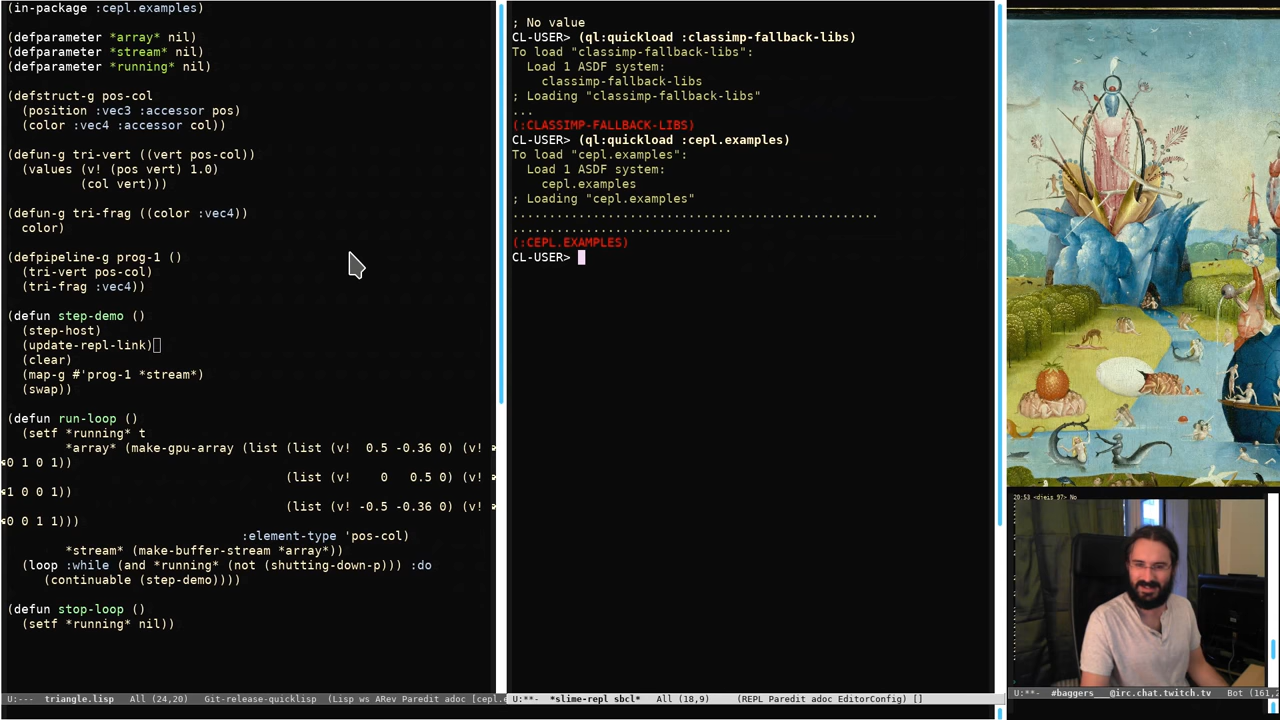 (in-package :cepl.examples)
(defparameter *array* nil)
(defparameter *stream* nil)
(defparameter *running* nil)
(defstruct-g pos-col
  (position :vec3 :accessor pos)
  (color :vec4 :accessor col))
(defun-g tri-vert ((vert pos-col))
  (values (v! (pos vert) 1.0)
          (col vert)))
(defun-g tri-frag ((color :vec4))
  color)
(defpipeline-g prog-1 ()
  (tri-vert pos-col)
  (tri-frag :vec4))
(defun step-demo ()
  (step-host)
  (update-repl-link)
  (clear)
  (map-g #'prog-1 *stream*)
  (swap))
(defun run-loop ()
  (setf *running* t
        *array* (make-gpu-array (list (list (v!  0.5 -0.36 0) (v!
0 1 0 1))
                                      (list (v!    0   0.5 0) (v!
1 0 0 1))
                                      (list (v! -0.5 -0.36 0) (v!
0 0 1 1)))
                                :element-type 'pos-col)
        *stream* (make-buffer-stream *array*))
  (loop :while (and *running* (not (shutting-down-p))) :do
     (continuable (step-demo))))
(defun stop-loop ()
  (setf *running* nil))
U:---  triangle.lisp   All (24,20)   Git-release-quicklisp  (Lisp ws ARev Paredit adoc [cepl.e
; No value
CL-USER> (ql:quickload :classimp-fallback-libs)
To load "classimp-fallback-libs":
  Load 1 ASDF system:
    classimp-fallback-libs
; Loading "classimp-fallback-libs"
...
(:CLASSIMP-FALLBACK-LIBS)
CL-USER> (ql:quickload :cepl.examples)
To load "cepl.examples":
  Load 1 ASDF system:
    cepl.examples
; Loading "cepl.examples"
..................................................
..............................
(:CEPL.EXAMPLES)
CL-USER>
U:**-  *slime-repl sbcl*   All (18,9)   (REPL Paredit adoc EditorConfig) []
No
U:**-  #baggers___@irc.chat.twitch.tv   Bot (161,2